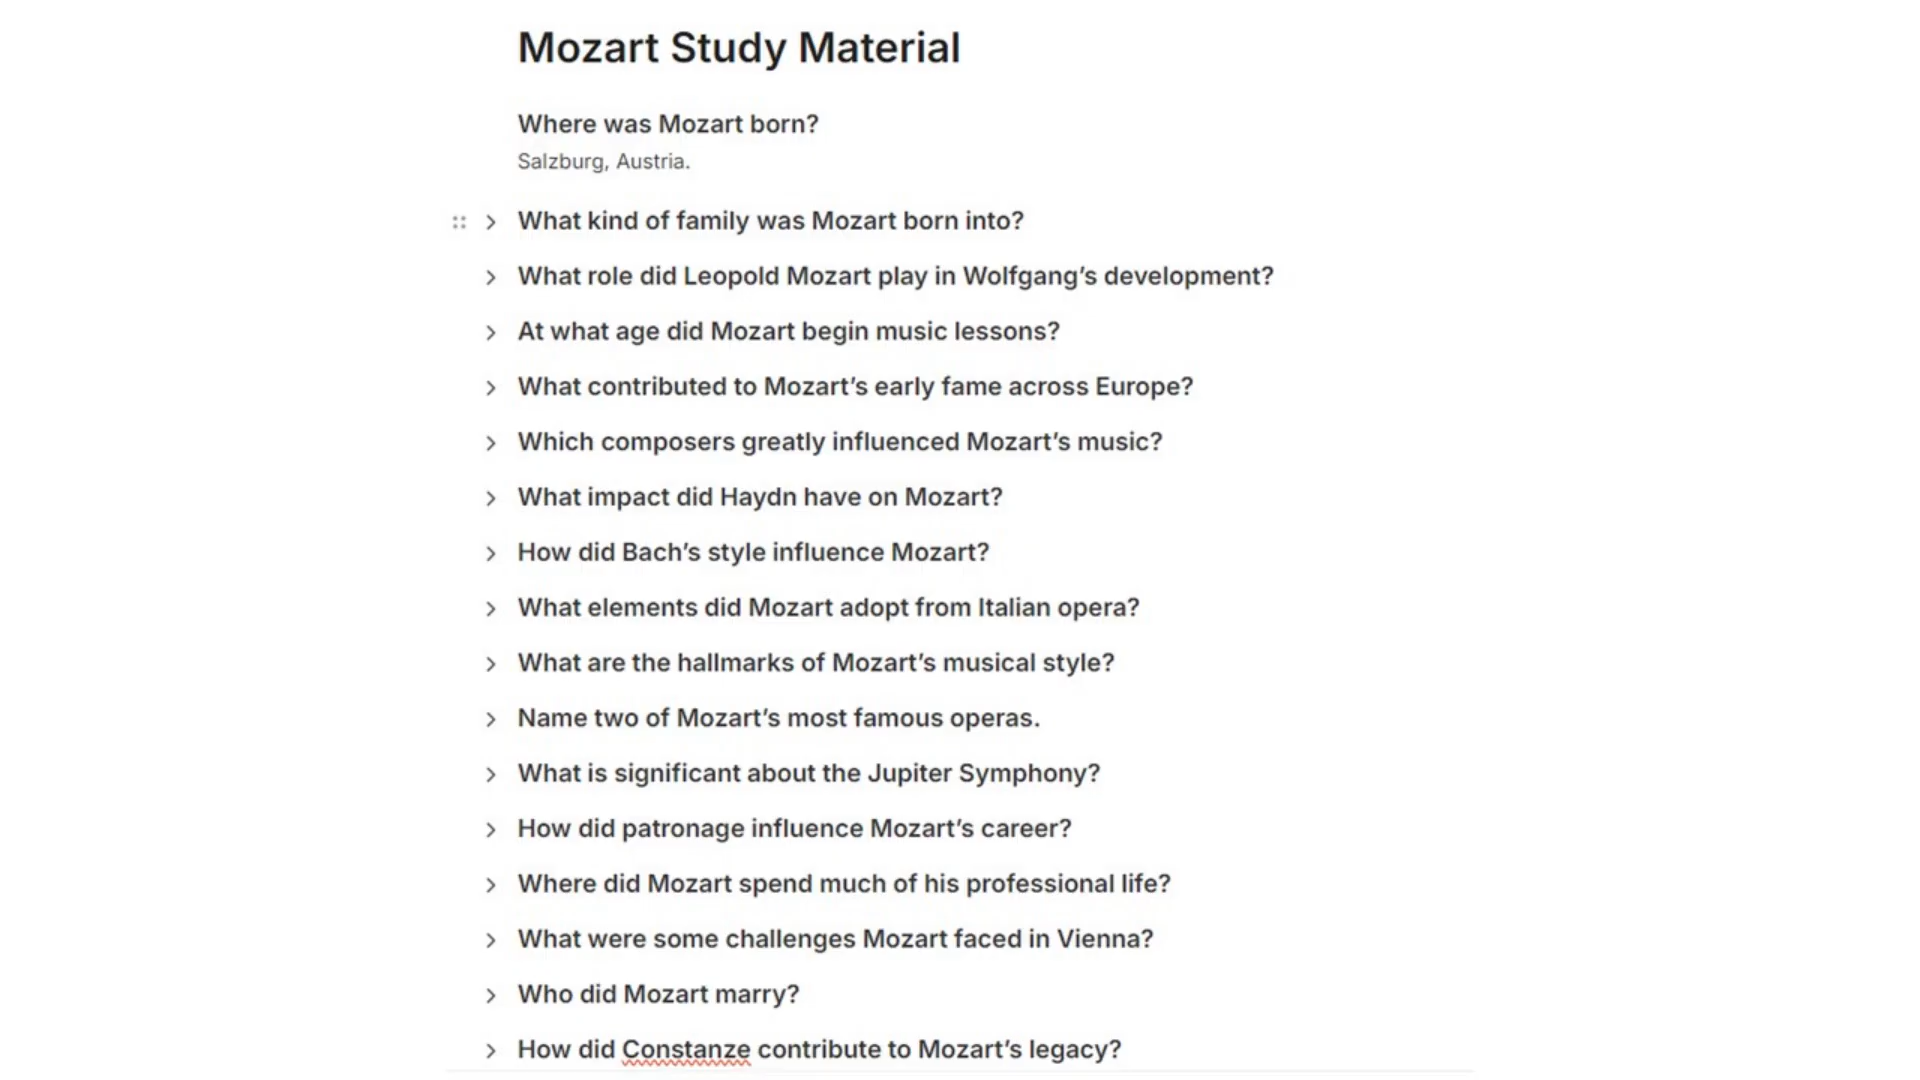 Mozart Study Material
Where was Mozart born?
Salzburg, Austria.
What kind of family was Mozart born into?
What role did Leopold Mozart play in Wolfgang’s development?
At what age did Mozart begin music lessons?
What contributed to Mozart’s early fame across Europe?
Which composers greatly influenced Mozart’s music?
What impact did Haydn have on Mozart?
How did Bach’s style influence Mozart?
What elements did Mozart adopt from Italian opera?
What are the hallmarks of Mozart’s musical style?
Name two of Mozart’s most famous operas.
What is significant about the Jupiter Symphony?
How did patronage influence Mozart’s career?
Where did Mozart spend much of his professional life?
What were some challenges Mozart faced in Vienna?
Who did Mozart marry?
How did Constanze contribute to Mozart’s legacy?